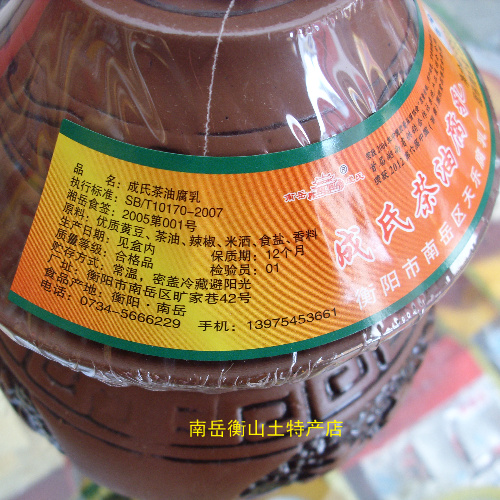 品　名：成氏茶油腐乳
执行标准：SB/T10170-2007
湘卫食签：2005第001号
原料：优质黄豆、茶油、辣椒、米酒、食盐、香料
生产日期：见盒内　保质期：12个月
质量等级：合格品　检验员：01
贮存方式：常温，密盖冷藏避阳光
厂址：衡阳市南岳区旷家巷42号
食品产地：衡阳·南岳
电话：0734-5666229　手机：13975453661
南岳
成氏茶油腐乳
衡阳市南岳区天乐腐乳
南岳衡山土特产店